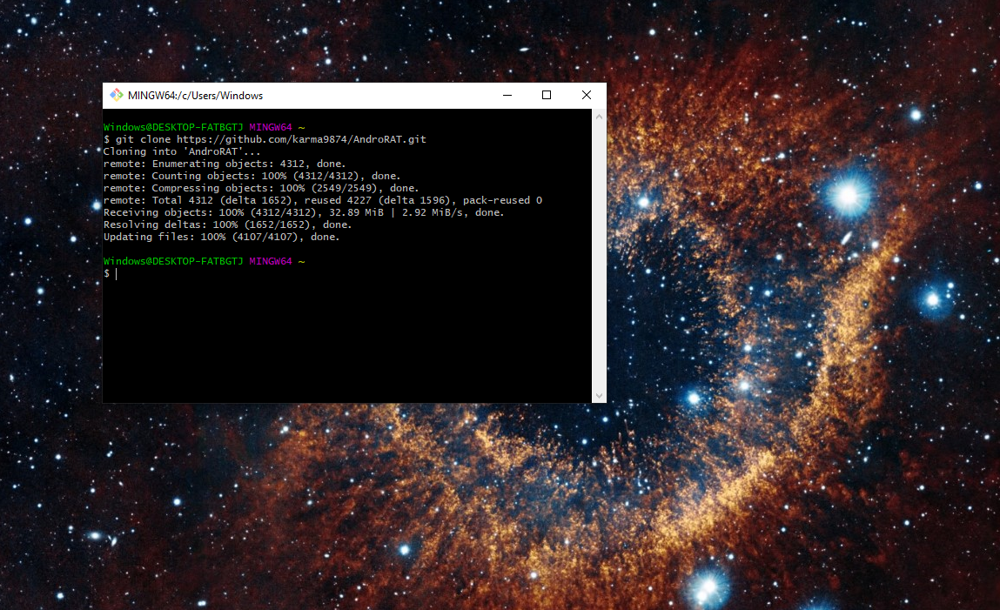 MINGW64:/c/Users/Windows
Windows@DESKTOP-FATBGTJ MINGW64 ~
$ git clone https://github.com/karma9874/AndroRAT.git
Cloning into 'AndroRAT'...
remote: Enumerating objects: 4312, done.
remote: Counting objects: 100% (4312/4312), done.
remote: Compressing objects: 100% (2549/2549), done.
remote: Total 4312 (delta 1652), reused 4227 (delta 1596), pack-reused 0
Receiving objects: 100% (4312/4312), 32.89 MiB | 2.92 MiB/s, done.
Resolving deltas: 100% (1652/1652), done.
Updating files: 100% (4107/4107), done.
Windows@DESKTOP-FATBGTJ MINGW64 ~
$